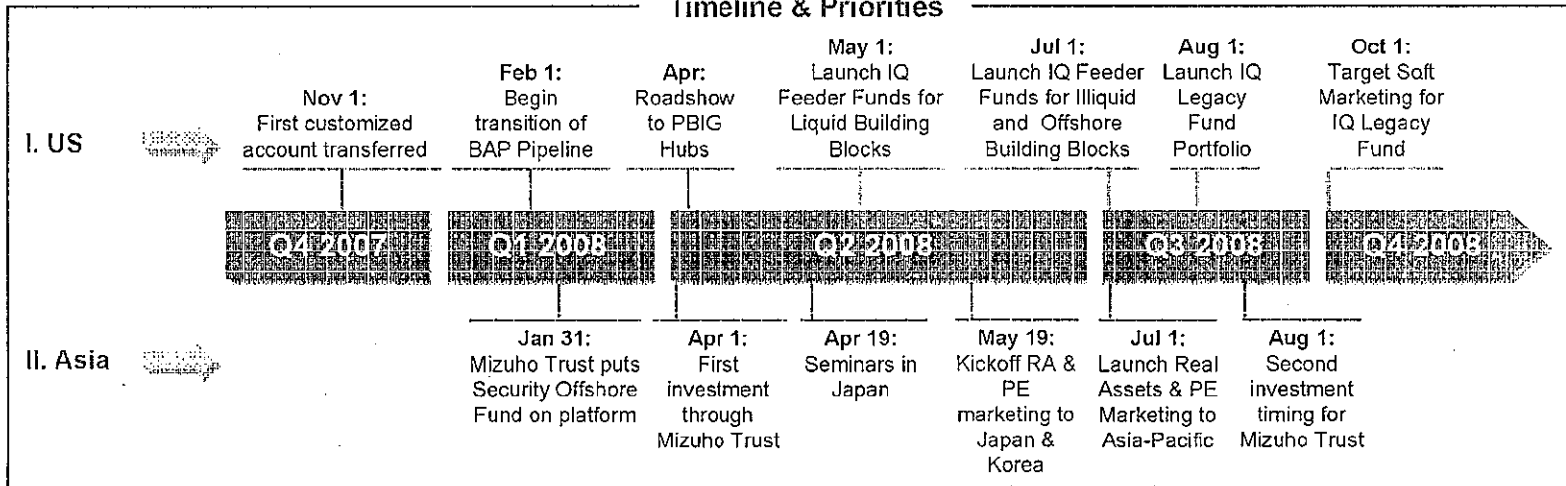 Timeline & Priorities
I. US
Nov 1:
First customized
account transferred
Feb 1:
Begin
transition of
BAP Pipeline
Apr:
Roadshow
to PBIG
Hubs
May 1:
Launch IQ
Feeder Funds for
Liquid Building
Blocks
Jul 1:
Launch IQ Feeder
Funds for Illiquid
and Offshore
Building Blocks
Aug 1:
Launch IQ
Legacy
Fund
Portfolio
Oct 1:
Target Soft
Marketing for
IQ Legacy
Fund
Q4 2007
Q1 2008
Q2 2008
Q3 2008
Q4 2008
II. Asia
Jan 31:
Mizuho Trust puts
Security Offshore
Fund on platform
Apr 1:
First
investment
through
Mizuho Trust
Apr 19:
Seminars in
Japan
May 19:
Kickoff RA &
PE
marketing to
Japan &
Korea
Jul 1:
Launch Real
Assets & PE
Marketing to
Asia-Pacific
Aug 1:
Second
investment
timing for
Mizuho Trust